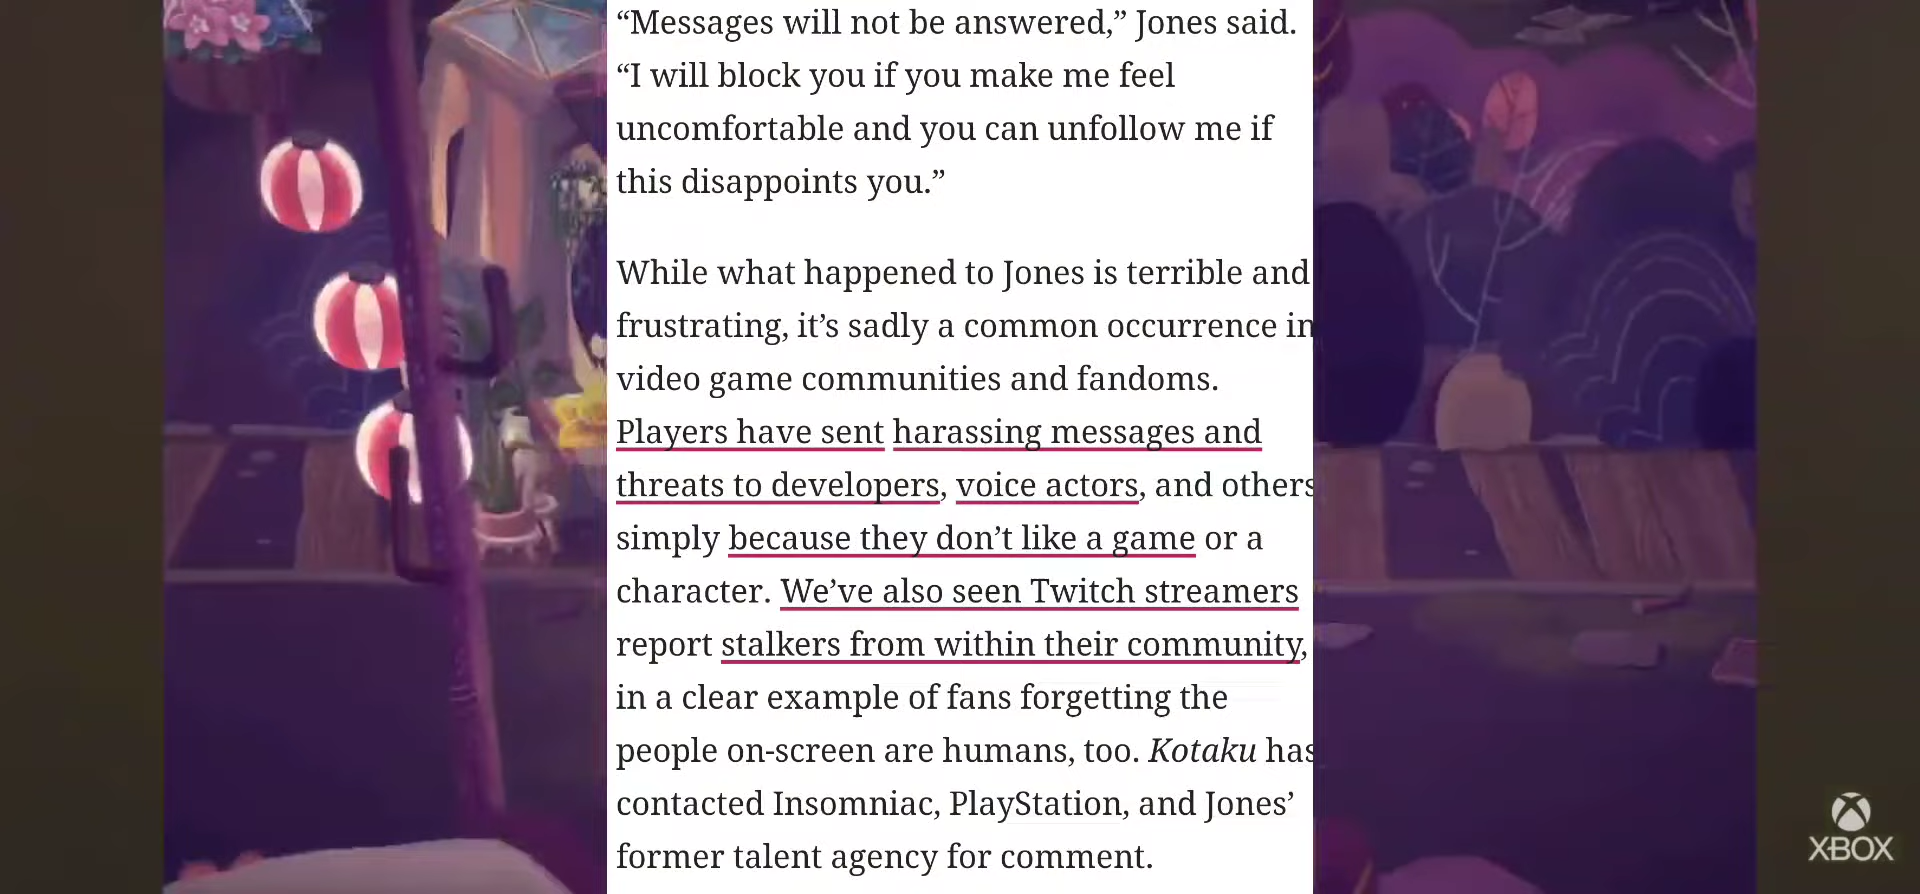 “Messages will not be answered,” Jones said.
“I will block you if you make me feel
uncomfortable and you can unfollow me if
this disappoints you.”
While what happened to Jones is terrible and
frustrating, it’s sadly a common occurrence in
video game communities and fandoms.
Players have sent harassing messages and
threats to developers, voice actors, and others
simply because they don’t like a game or a
character. We’ve also seen Twitch streamers
report stalkers from within their community,
in a clear example of fans forgetting the
people on-screen are humans, too. Kotaku has
contacted Insomniac, PlayStation, and Jones’
former talent agency for comment.
XBOX